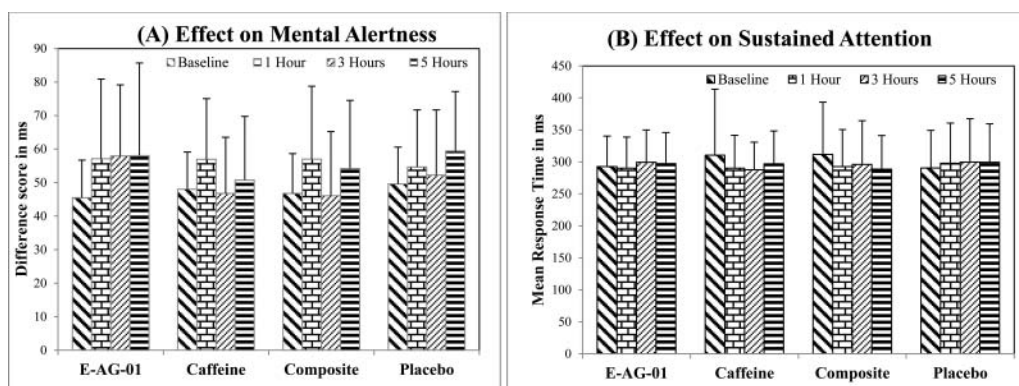 (A) Effect on Mental Alertness
Baseline 1 Hour 3 Hours 5 Hours
Difference score in ms
90
80
70
60
50
40
30
20
10
0
E-AG-01 Caffeine Composite Placebo
(B) Effect on Sustained Attention
Baseline 1 Hour 3 Hours 5 Hours
Mean Response Time in ms
450
400
350
300
250
200
150
100
50
0
E-AG-01 Caffeine Composite Placebo